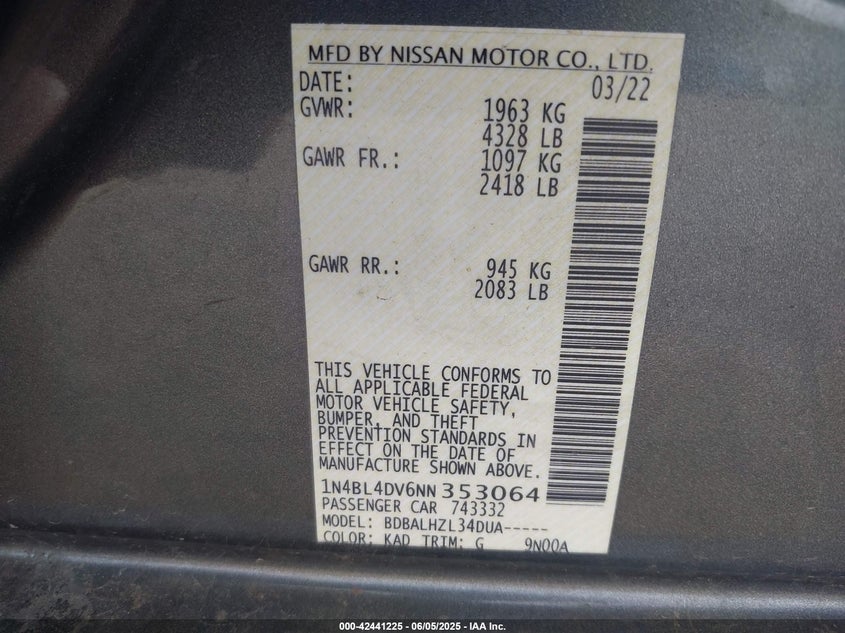 MFD BY NISSAN MOTOR CO., LTD.
DATE: 03/22
GVWR: 1963 KG
4328 LB
GAWR FR.: 1097 KG
2418 LB
GAWR RR.: 945 KG
2083 LB
THIS VEHICLE CONFORMS TO
ALL APPLICABLE FEDERAL
MOTOR VEHICLE SAFETY,
BUMPER, AND THEFT
PREVENTION STANDARDS IN
EFFECT ON THE DATE OF
MANUFACTURE SHOWN ABOVE.
1N4BL4DV6NN353064
PASSENGER CAR 743332
MODEL: BDBALHZL34DUA-----
COLOR: KAD TRIM: G 9N00A
000-42441225 - 06/05/2025 - IAA Inc.